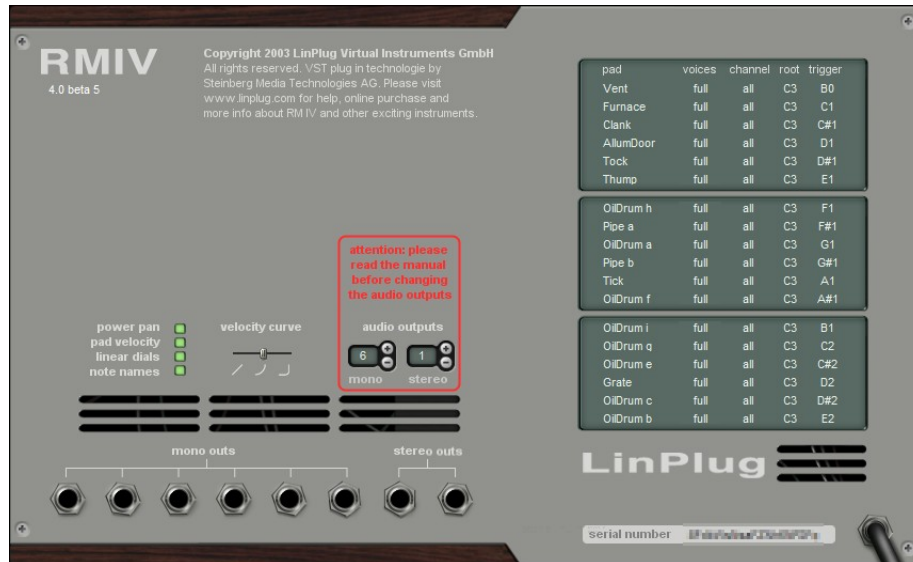 RMIV
4.0 beta 5
Copyright 2003 LinPlug Virtual Instruments GmbH
All rights reserved. VST plug in technologie by
Steinberg Media Technologies AG. Please visit
www.linplug.com for help, online purchase and
more info about RM IV and other exciting instruments.
attention: please
read the manual
before changing
the audio outputs
power pan
pad velocity
linear dials
note names
velocity curve
audio outputs
6 1
mono stereo
mono outs stereo outs
pad voices channel root trigger
Vent full all C3 B0
Furnace full all C3 C1
Clank full all C3 C#1
AllumDoor full all C3 D1
Tock full all C3 D#1
Thump full all C3 E1
OilDrum h full all C3 F1
Pipe a full all C3 F#1
OilDrum a full all C3 G1
Pipe b full all C3 G#1
Tick full all C3 A1
OilDrum f full all C3 A#1
OilDrum i full all C3 B1
OilDrum g full all C3 C2
OilDrum e full all C3 C#2
Grate full all C3 D2
OilDrum c full all C3 D#2
OilDrum b full all C3 E2
LinPlug
serial number